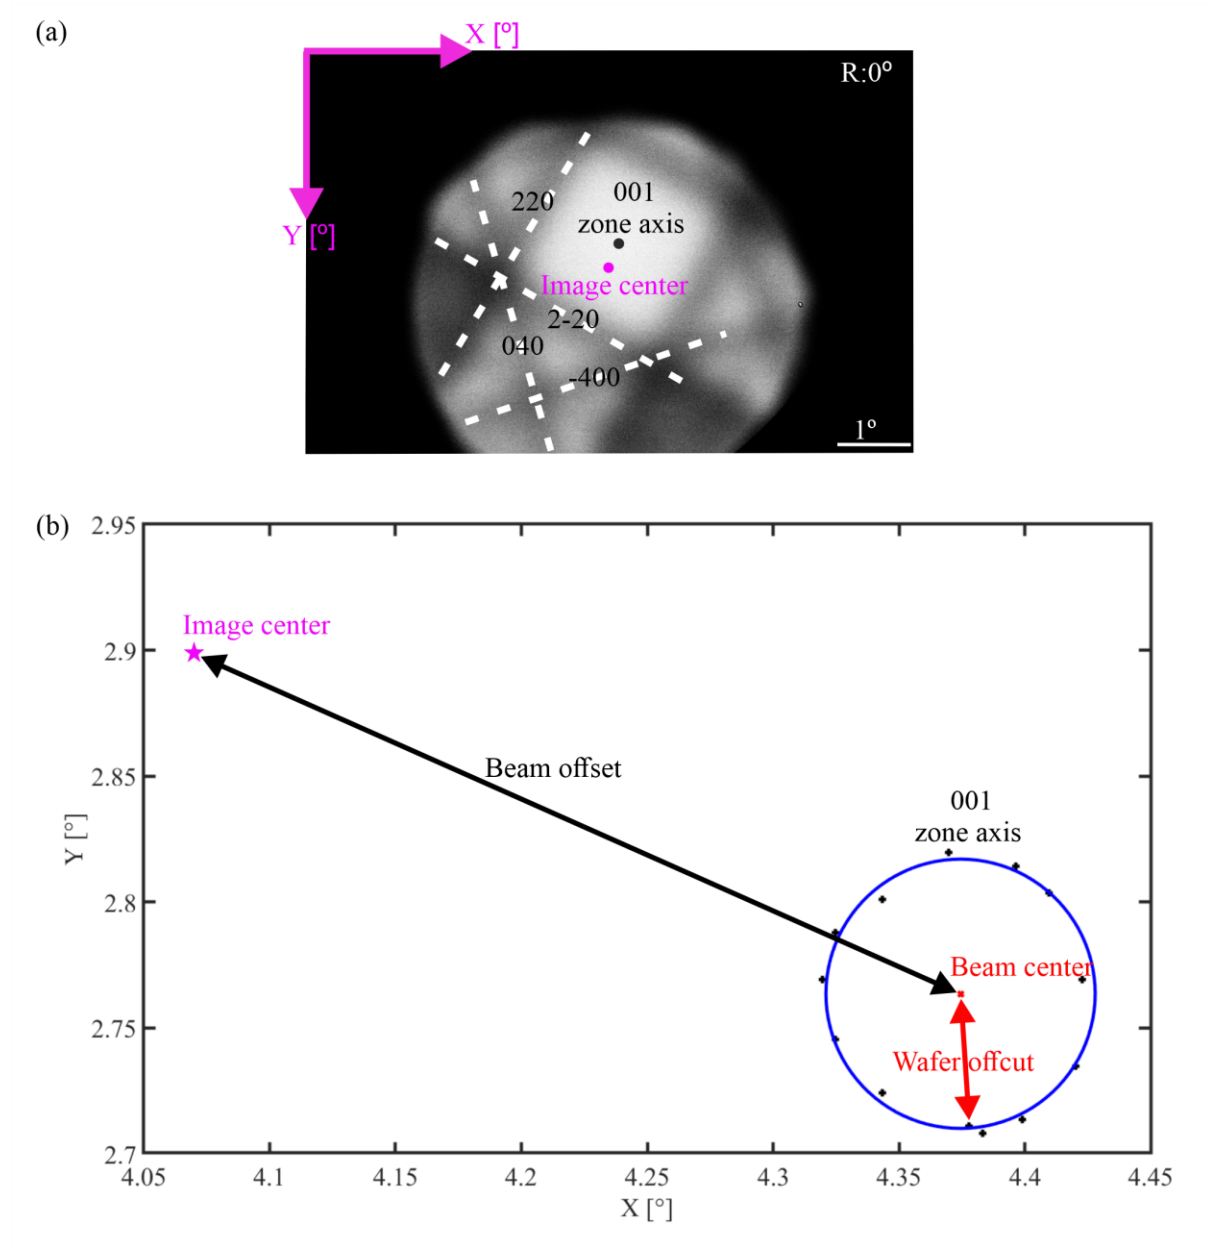 (a)
X [°]
R:0°
Y [°]
220
001
zone axis
Image center
2-20
040
-400
1°
(b)
2.95
2.9
2.85
2.8
2.75
2.7
Y [°]
Image center
Beam offset
001
zone axis
Beam center
Wafer offcut
4.05 4.1 4.15 4.2 4.25 4.3 4.35 4.4 4.45
X [°]